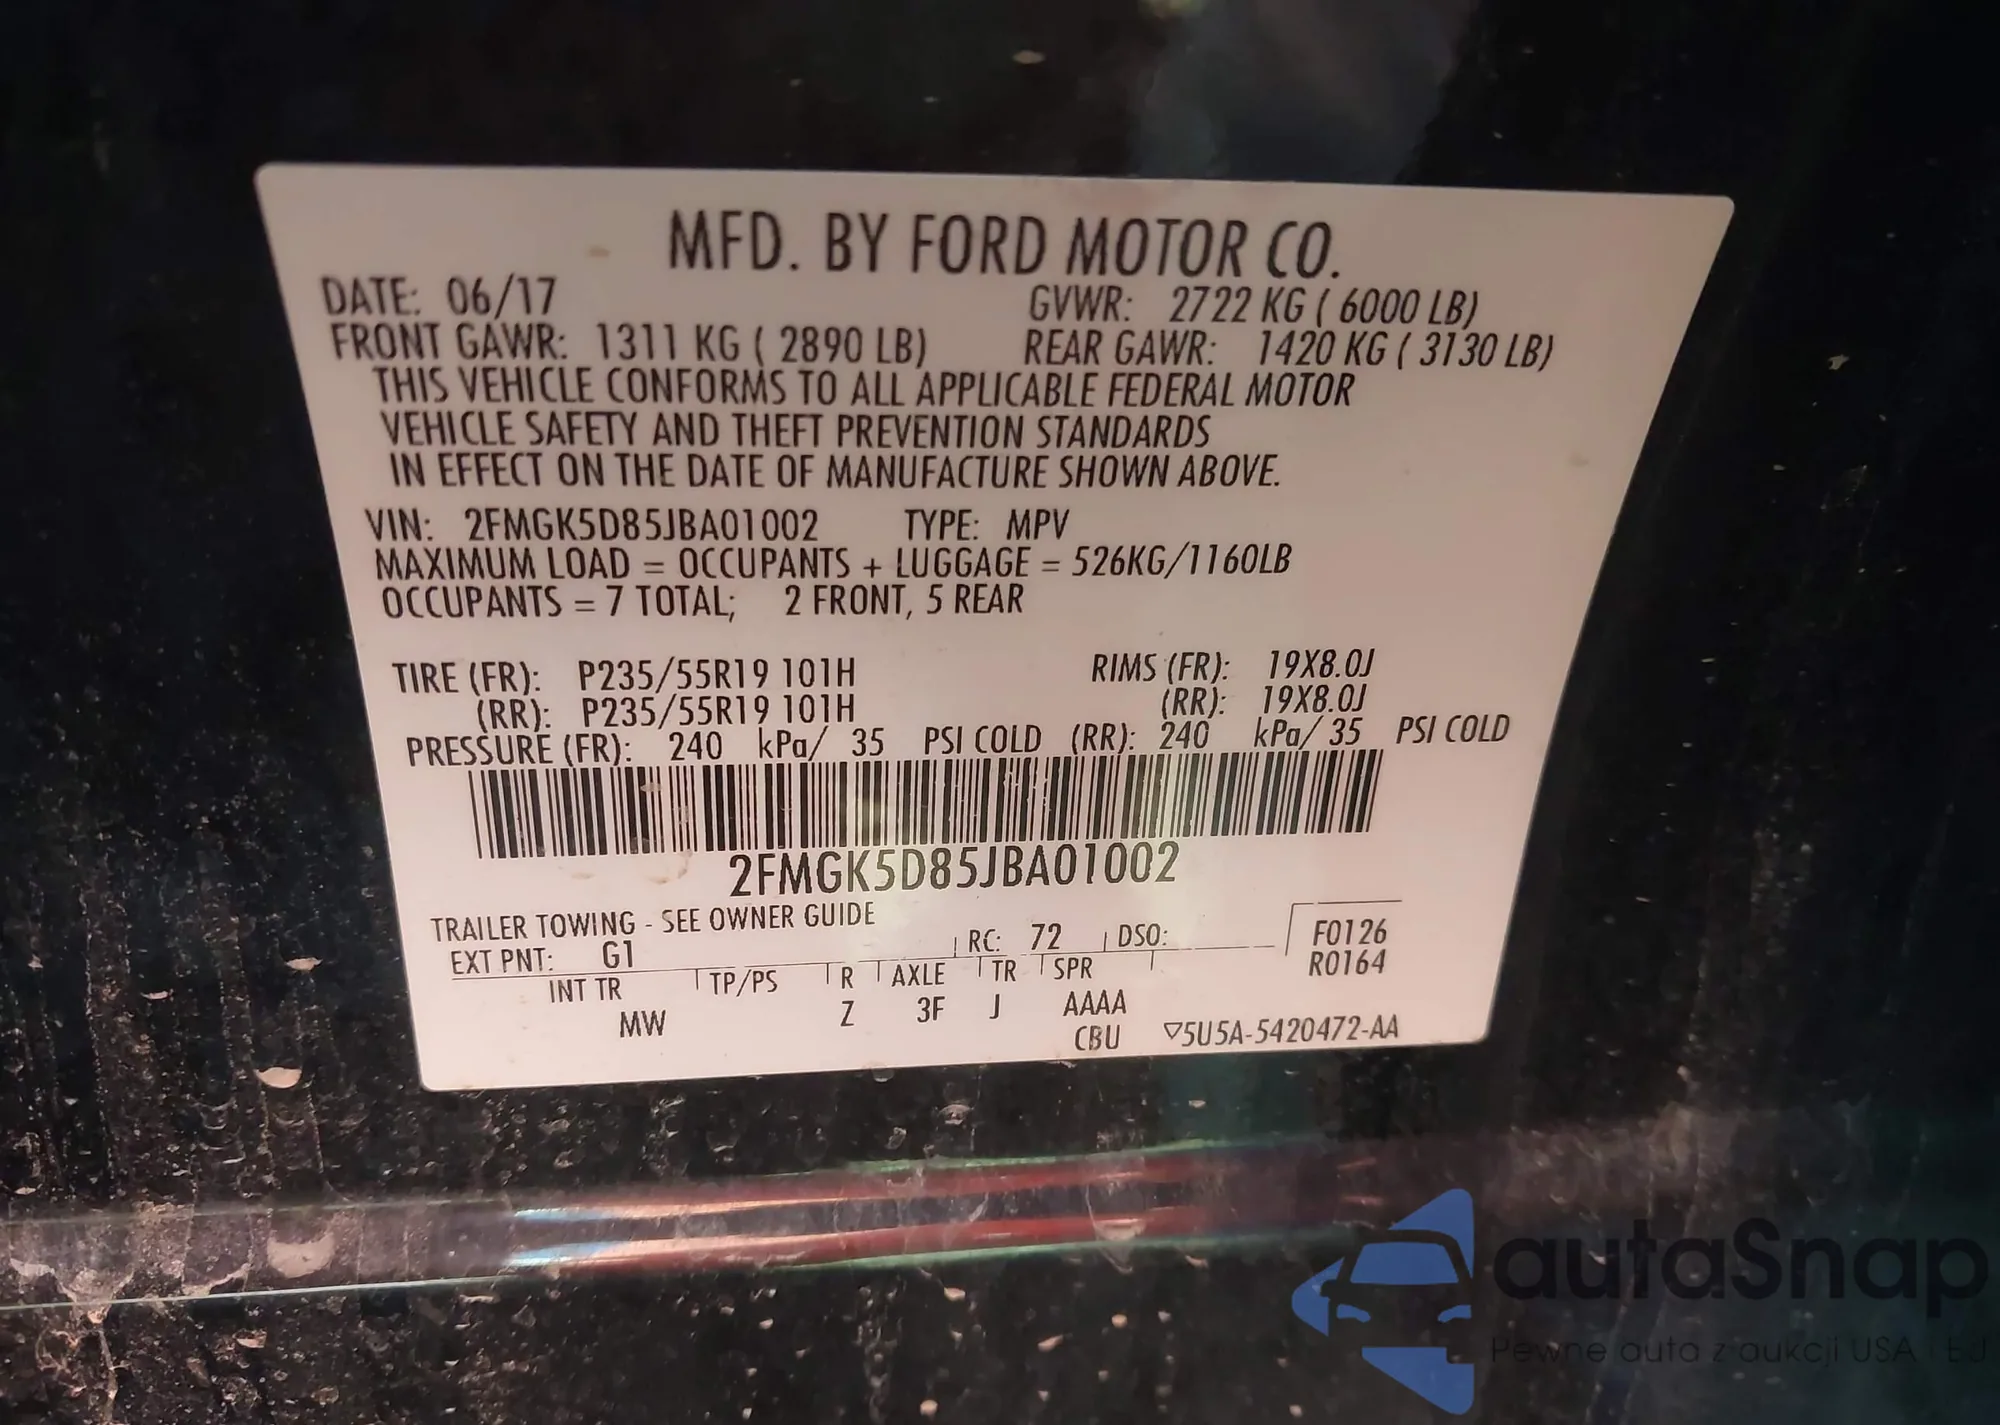 MFD. BY FORD MOTOR CO.
DATE: 06/17 GVWR: 2722 KG ( 6000 LB)
FRONT GAWR: 1311 KG ( 2890 LB) REAR GAWR: 1420 KG ( 3130 LB)
THIS VEHICLE CONFORMS TO ALL APPLICABLE FEDERAL MOTOR
VEHICLE SAFETY AND THEFT PREVENTION STANDARDS
IN EFFECT ON THE DATE OF MANUFACTURE SHOWN ABOVE.
VIN: 2FMGK5D85JBA01002 TYPE: MPV
MAXIMUM LOAD = OCCUPANTS + LUGGAGE = 526KG/1160LB
OCCUPANTS = 7 TOTAL; 2 FRONT, 5 REAR
TIRE (FR): P235/55R19 101H RIMS (FR): 19X8.0J
(RR): P235/55R19 101H (RR): 19X8.0J
PRESSURE (FR): 240 kPa/ 35 PSI COLD (RR): 240 kPa/ 35 PSI COLD
2FMGK5D85JBA01002
TRAILER TOWING - SEE OWNER GUIDE
EXT PNT: G1 RC: 72 DSO: F0126
R0164
INT TR TP/PS R AXLE TR SPR
MW Z 3F J AAAA
CBU ▽5U5A-5420472-AA
autaSnap
Pewne auta z aukcji USA i EU